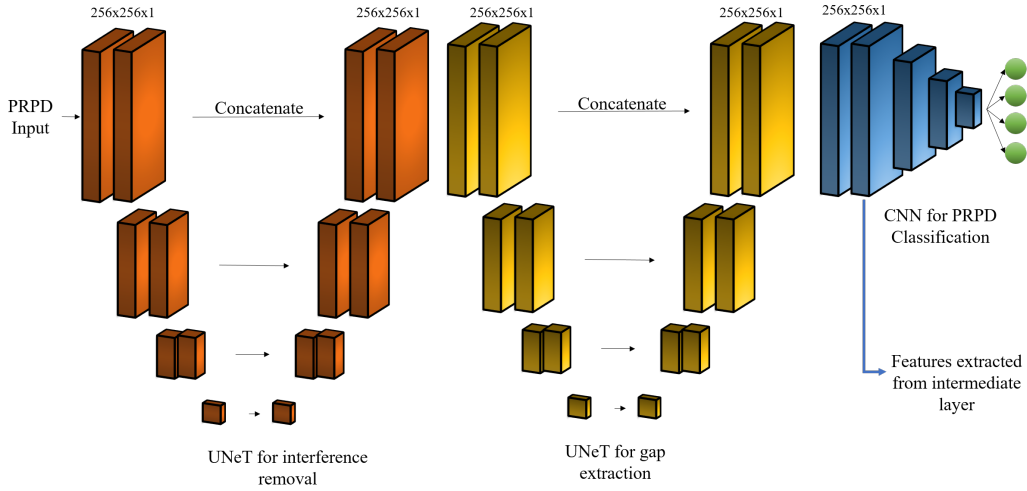 256x256x1
256x256x1
256x256x1
256x256x1
256x256x1
PRPD
Input
Concatenate
Concatenate
CNN for PRPD
Classification
Features extracted
from intermediate
layer
UNeT for interference
removal
UNeT for gap
extraction